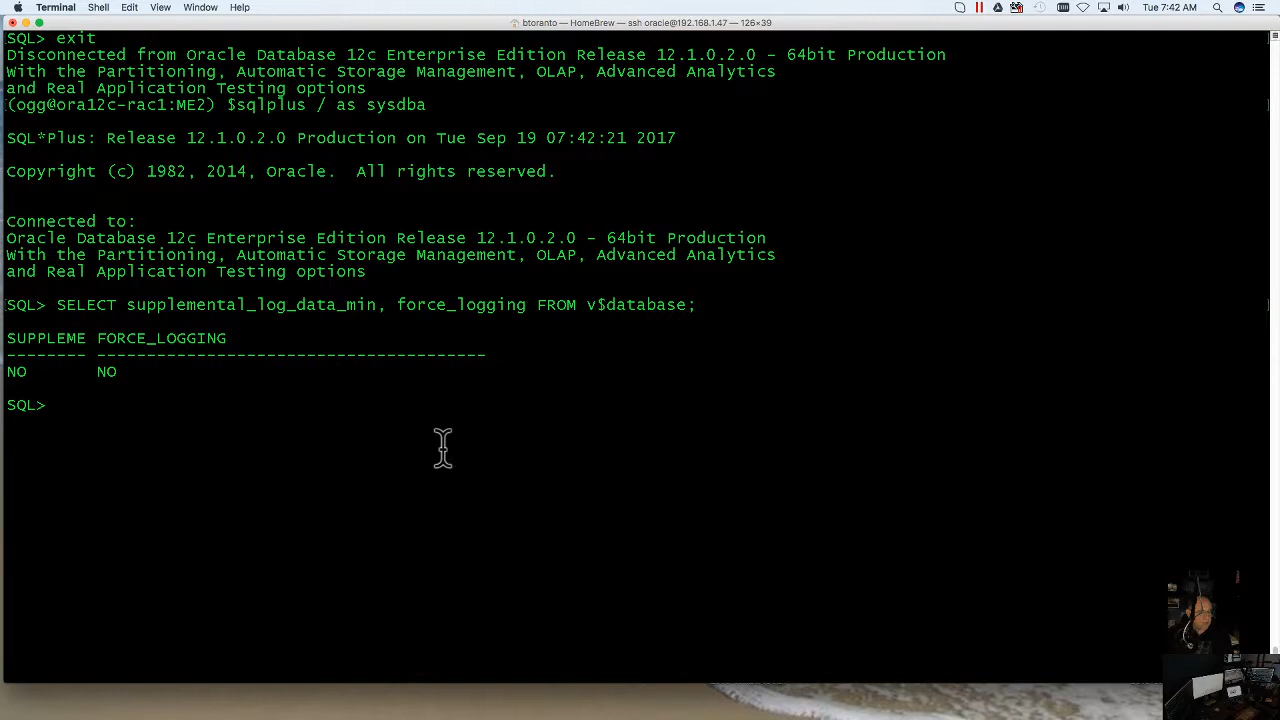 Terminal Shell Edit View Window Help Tue 7:42 AM
btoranto — HomeBrew — ssh oracle@192.168.1.47 — 126×39
SQL> exit
Disconnected from Oracle Database 12c Enterprise Edition Release 12.1.0.2.0 - 64bit Production
With the Partitioning, Automatic Storage Management, OLAP, Advanced Analytics
and Real Application Testing options
(ogg@ora12c-rac1:ME2) $sqlplus / as sysdba
SQL*Plus: Release 12.1.0.2.0 Production on Tue Sep 19 07:42:21 2017
Copyright (c) 1982, 2014, Oracle.  All rights reserved.
Connected to:
Oracle Database 12c Enterprise Edition Release 12.1.0.2.0 - 64bit Production
With the Partitioning, Automatic Storage Management, OLAP, Advanced Analytics
and Real Application Testing options
SQL> SELECT supplemental_log_data_min, force_logging FROM v$database;
SUPPLEME FORCE_LOGGING
-------- ---------------------------------------
NO       NO
SQL>